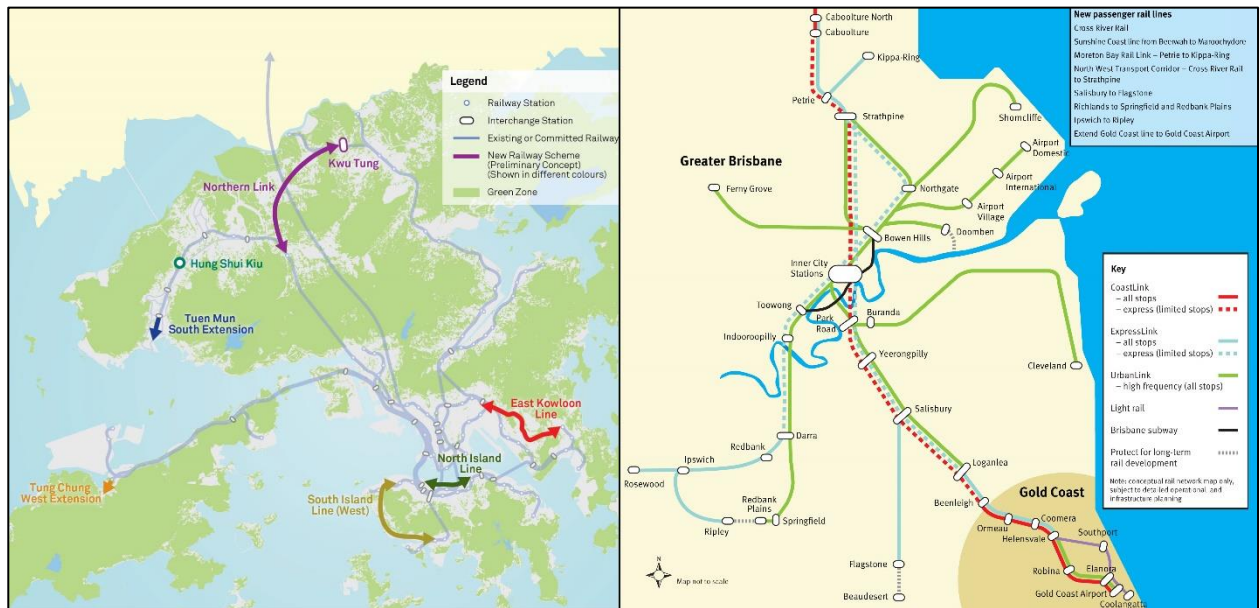 Legend
Railway Station
Interchange Station
Existing or Committed Railway
New Railway Scheme
(Preliminary Concept)
(Shown in different colours)
Green Zone
Kwu Tung
Northern Link
Hung Shui Kiu
Tuen Mun
South Extension
East Kowloon
Line
North Island
Line
South Island
Line (West)
Tung Chung
West Extension
New passenger rail lines
Cross River Rail
Sunshine Coast line from Beerwah to Maroochydore
Moreton Bay Rail Link – Petrie to Kippa-Ring
North West Transport Corridor – Cross River Rail
to Strathpine
Salisbury to Flagstone
Richlands to Springfield and Redbank Plains
Ipswich to Ripley
Extend Gold Coast line to Gold Coast Airport
Caboolture North
Caboolture
Kippa-Ring
Petrie
Strathpine
Shorncliffe
Greater Brisbane
Airport
Domestic
Airport
International
Ferny Grove
Northgate
Airport
Village
Bowen Hills
Doomben
Inner City
Stations
Toowong
Park
Road
Buranda
Indooroopilly
Yeerongpilly
Cleveland
Salisbury
Darra
Redbank
Ipswich
Rosewood
Loganlea
Redbank
Plains
Springfield
Ripley
Beenleigh
Gold Coast
Ormeau
Coomera
Helensvale
Southport
Flagstone
Robina
Elanora
Gold Coast Airport
Coolangatta
Beaudesert
N
Map not to scale
Key
CoastLink
– all stops
– express (limited stops)
ExpressLink
– all stops
– express (limited stops)
UrbanLink
– high frequency (all stops)
Light rail
Brisbane subway
Protect for long-term
rail development
Note: conceptual rail network map only,
subject to detailed operational and
infrastructure planning